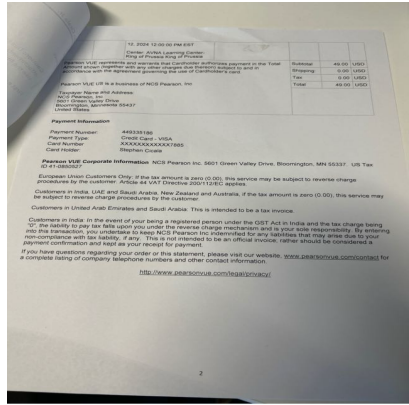 12, 2024 12:00:00 PM EST
Center: AVNA Learning Center-
King of Prussia-King of Prussia
Pearson VUE represents and warrants that Cardholder authorizes payment in the Total
amount shown together with any other charges due thereon subject to and in
accordance with the agreement governing the use of Cardholder's card.
Subtotal: 49.00 USD
Shipping: 0.00 USD
Tax: 0.00 USD
Total: 49.00 USD
Pearson VUE US is a business of NCS Pearson, Inc
Taxpayer Name and Address:
NCS Pearson, Inc.
5601 Green Valley Drive
Bloomington, Minnesota 55437
United States
Payment Information
Payment Number:
Payment Type: Credit Card - VISA
Card Number
Card Holder: Stephen
Pearson VUE Corporate Information NCS Pearson Inc. 5601 Green Valley Drive, Bloomington, MN 55337 US Tax
ID 41-0850527
European Union Customers Only: if the tax amount is zero (0.00), this service may be subject to reverse charge
procedures by the customer. Article 44 VAT Directive 200/112/EC applies.
Customers in India, UAE and Saudi Arabia, New Zealand and Australia, if the tax amount is zero (0.00), this service may
be subject to reverse charge procedures by the customer.
Customers in United Arab Emirates and Saudi Arabia: This is intended to be a tax invoice.
Customers in India: In the event of your being a registered person under the GST Act in India and the tax charge being
"0", the liability to pay tax falls upon you under the reverse charge mechanism and is your sole responsibility. By entering
into this transaction, you undertake to keep NCS Pearson Inc indemnified for any liabilities that may arise due to your
non-compliance with tax liability, if any. This is not intended to be an official invoice; rather should be considered a
payment confirmation and kept as your receipt for payment.
If you have questions regarding your order or this statement, please visit our website, www.pearsonvue.com/contact for
a complete listing of company telephone numbers and other contact information.
http://www.pearsonvue.com/legal/privacy/
2